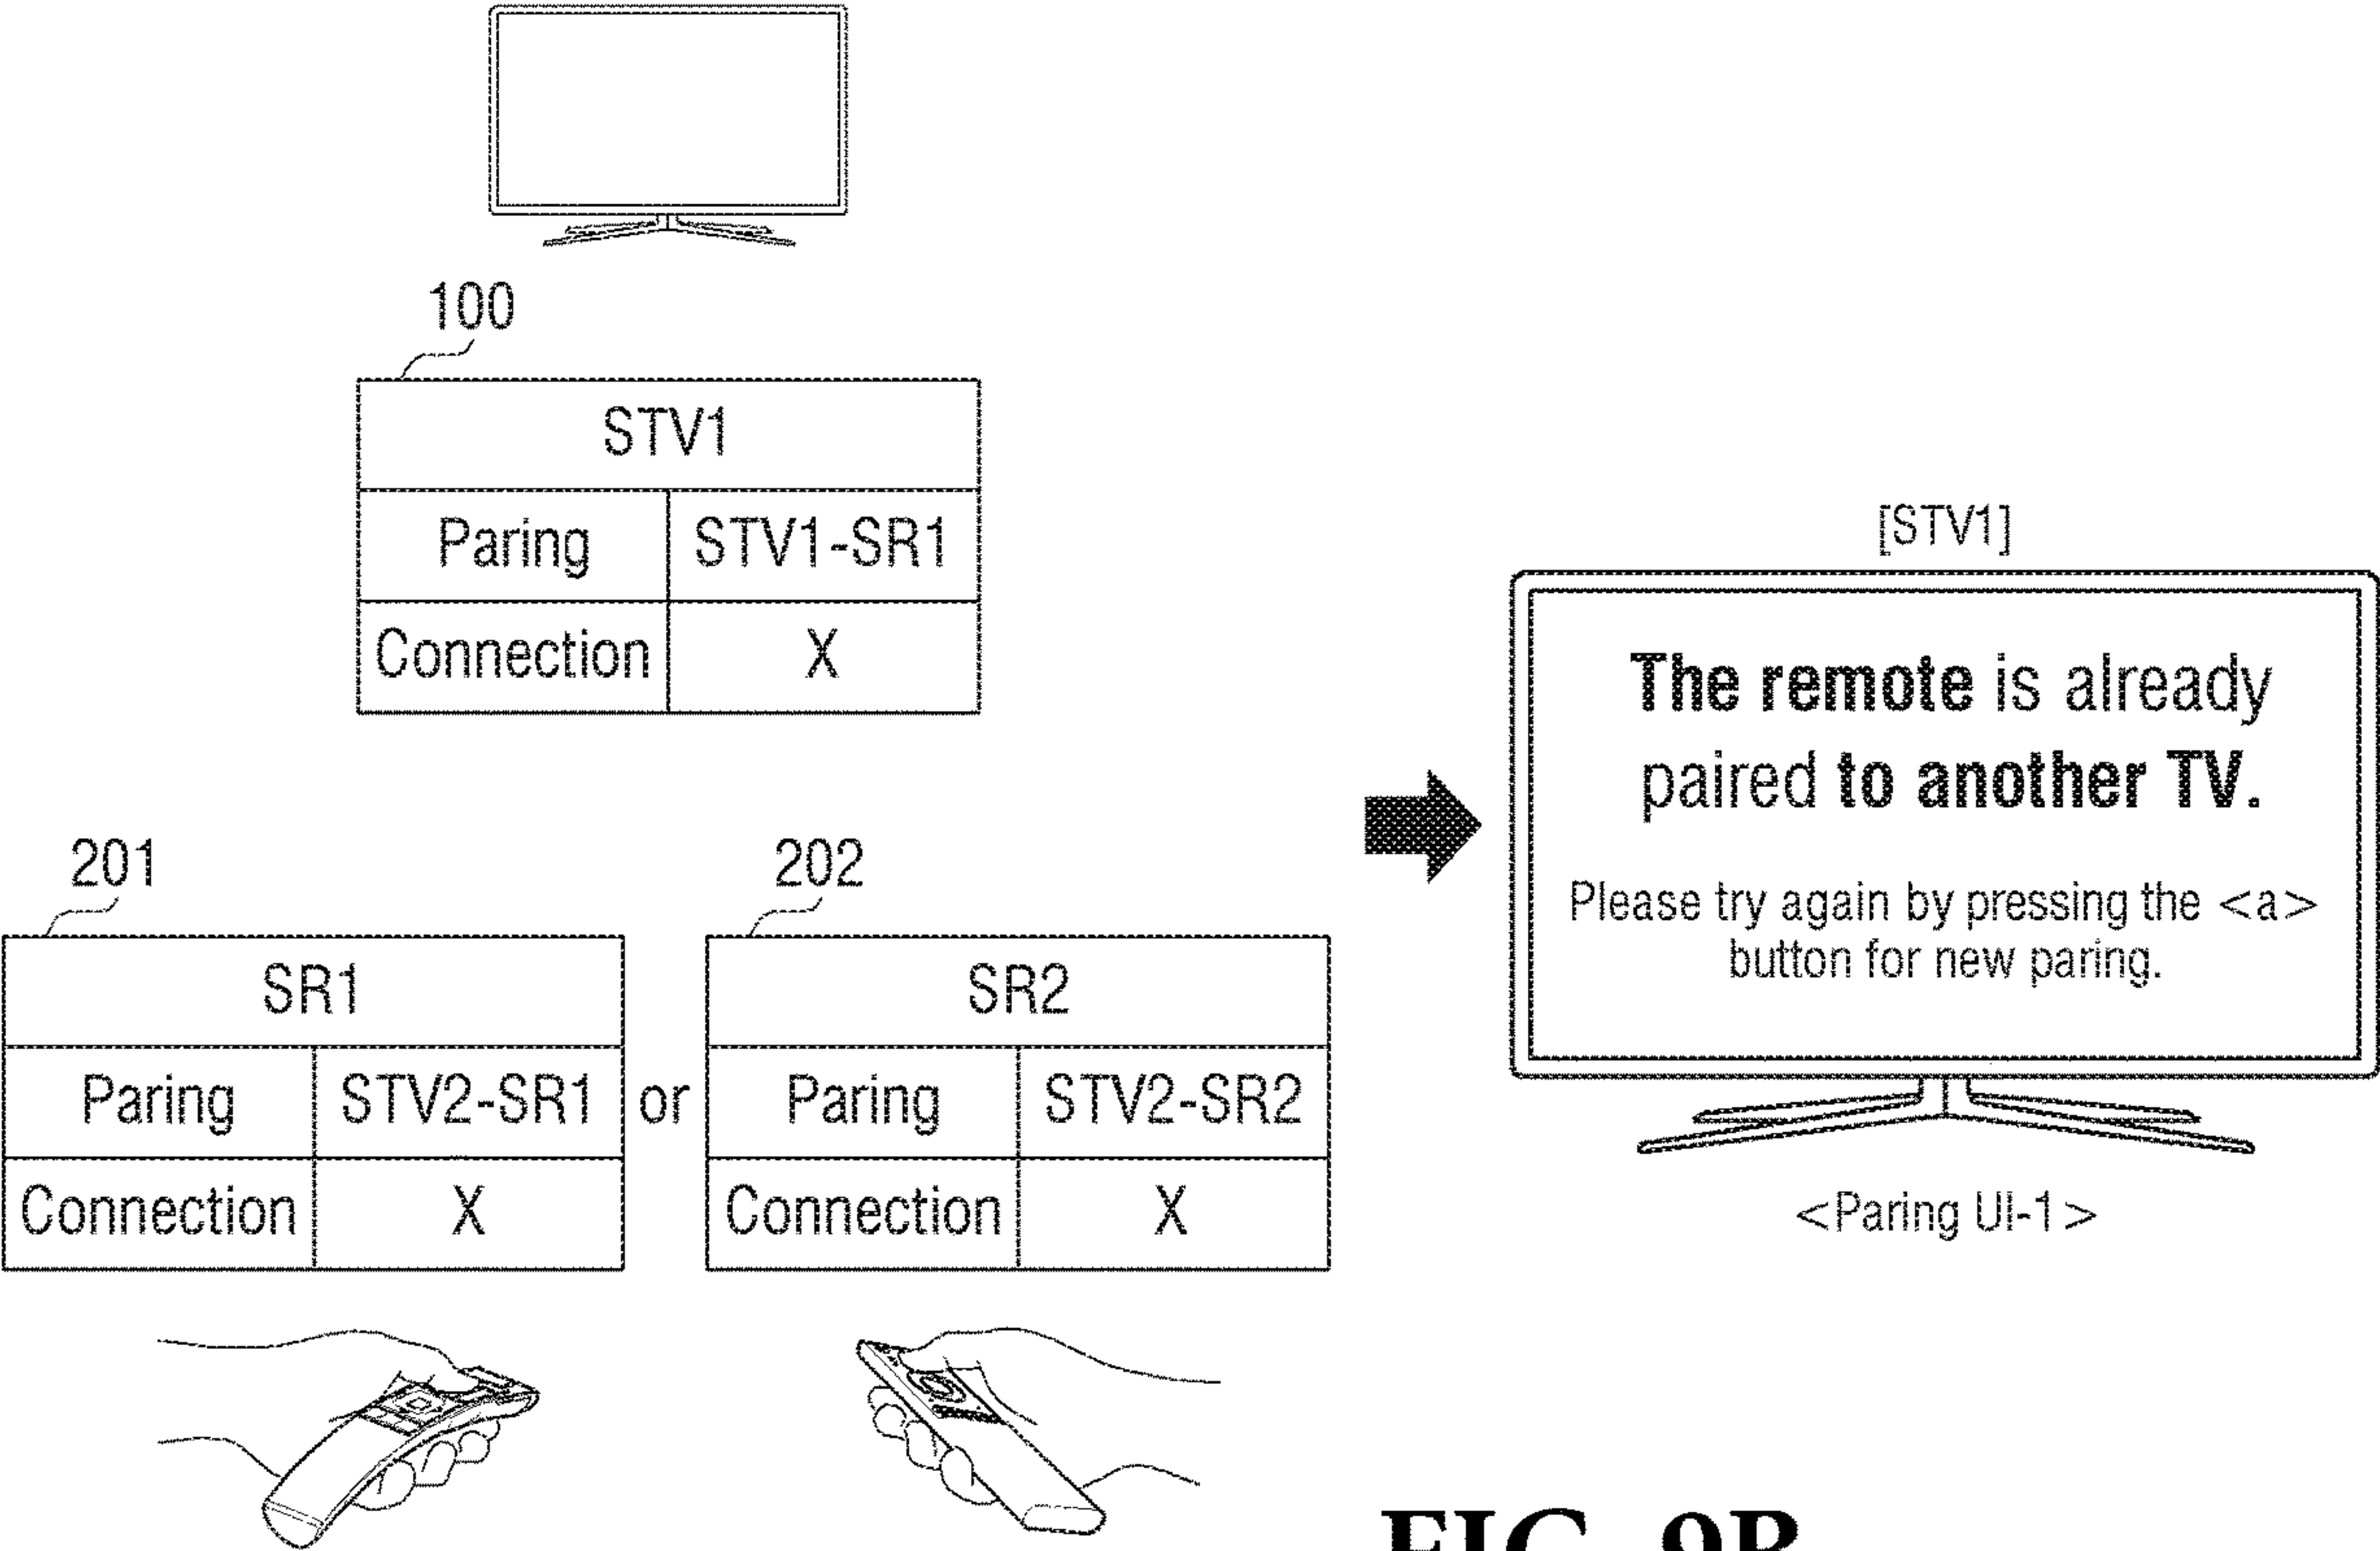 100
STV1
Paring STV1-SR1
Connection X
201
SR1
Paring STV2-SR1
Connection X
or
202
SR2
Paring STV2-SR2
Connection X
[STV1]
The remote is already
paired to another TV.
Please try again by pressing the <a>
button for new paring.
<Paring UI-1>
FIG. 9B